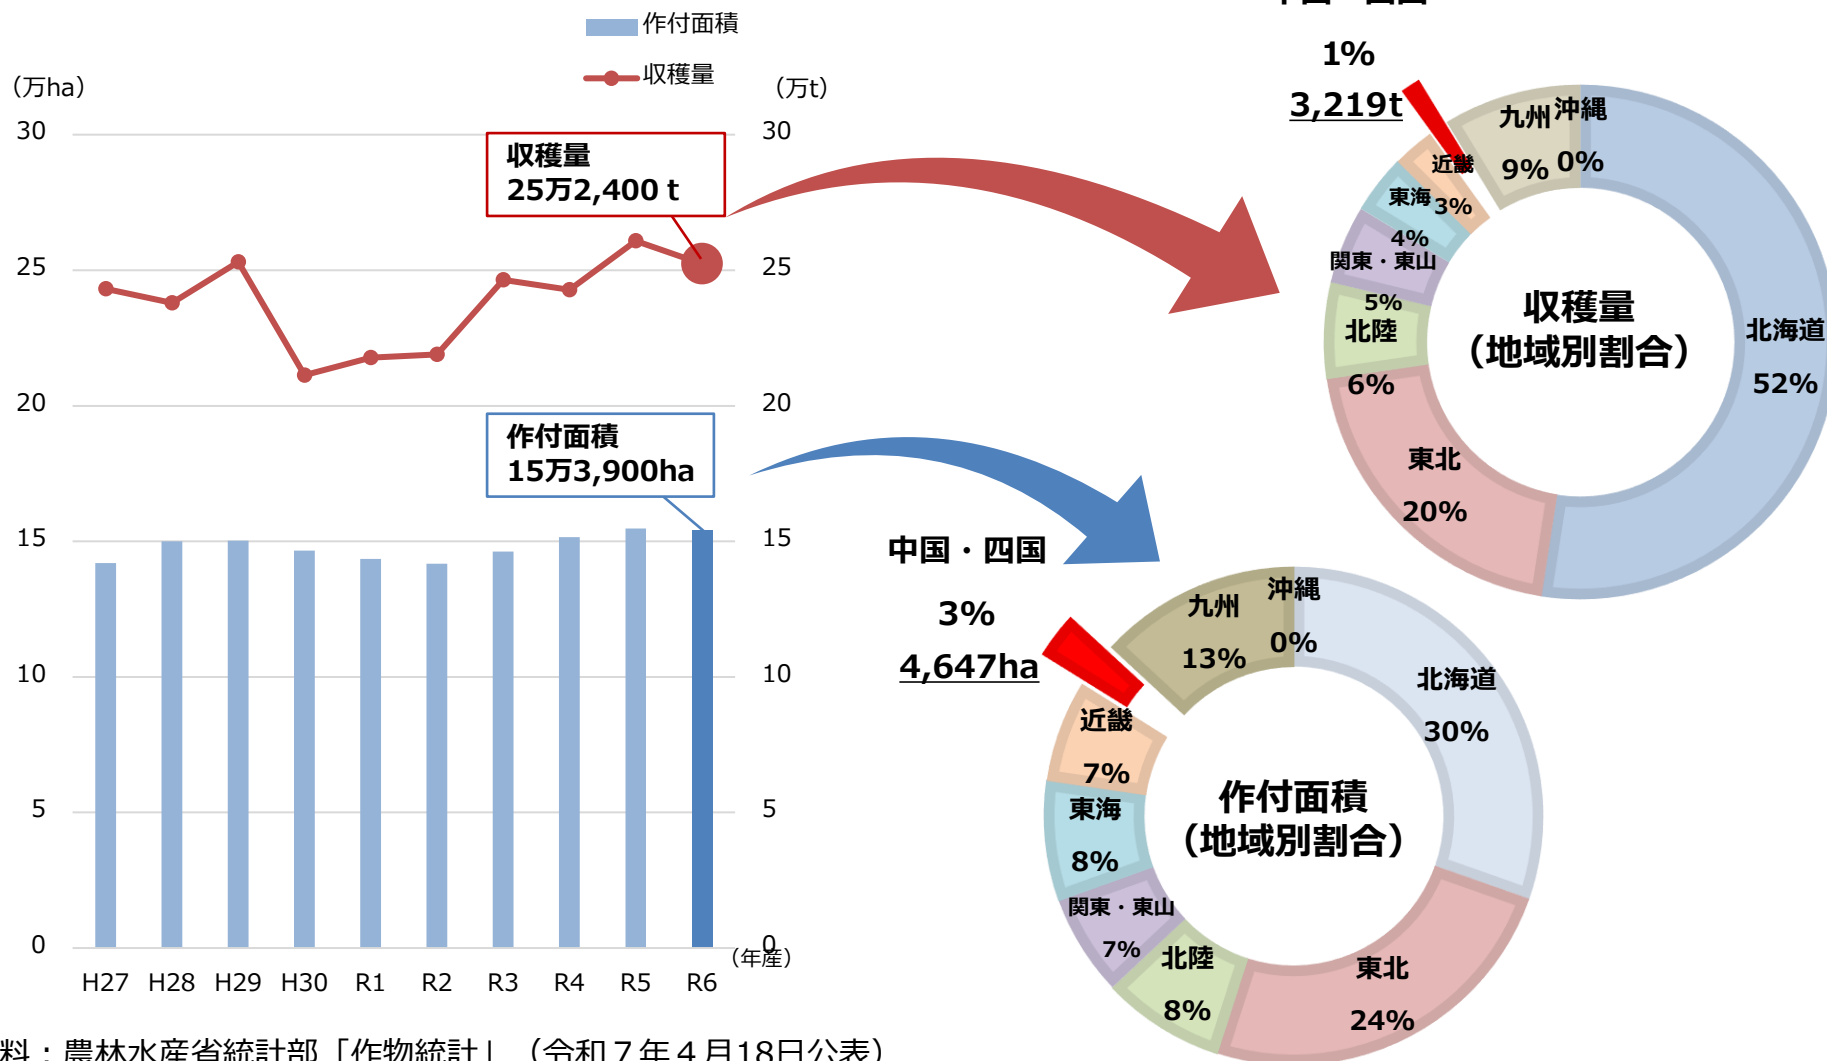 作付面積
収穫量
（万ha）
（万t）
30
25
20
15
10
5
0
30
25
20
15
10
5
0
収穫量
25万2,400 t
作付面積
15万3,900ha
（年産）
H27 H28 H29 H30 R1 R2 R3 R4 R5 R6
1%
3,219t
収穫量
（地域別割合）
北海道
52%
東北
20%
北陸
6%
関東・東山
5%
東海
4%
近畿
3%
九州
9%
沖縄
0%
中国・四国
3%
4,647ha
作付面積
（地域別割合）
北海道
30%
東北
24%
北陸
8%
関東・東山
7%
東海
8%
近畿
7%
九州
13%
沖縄
0%
料：農林水産省統計部「作物統計」（令和７年４月18日公表）